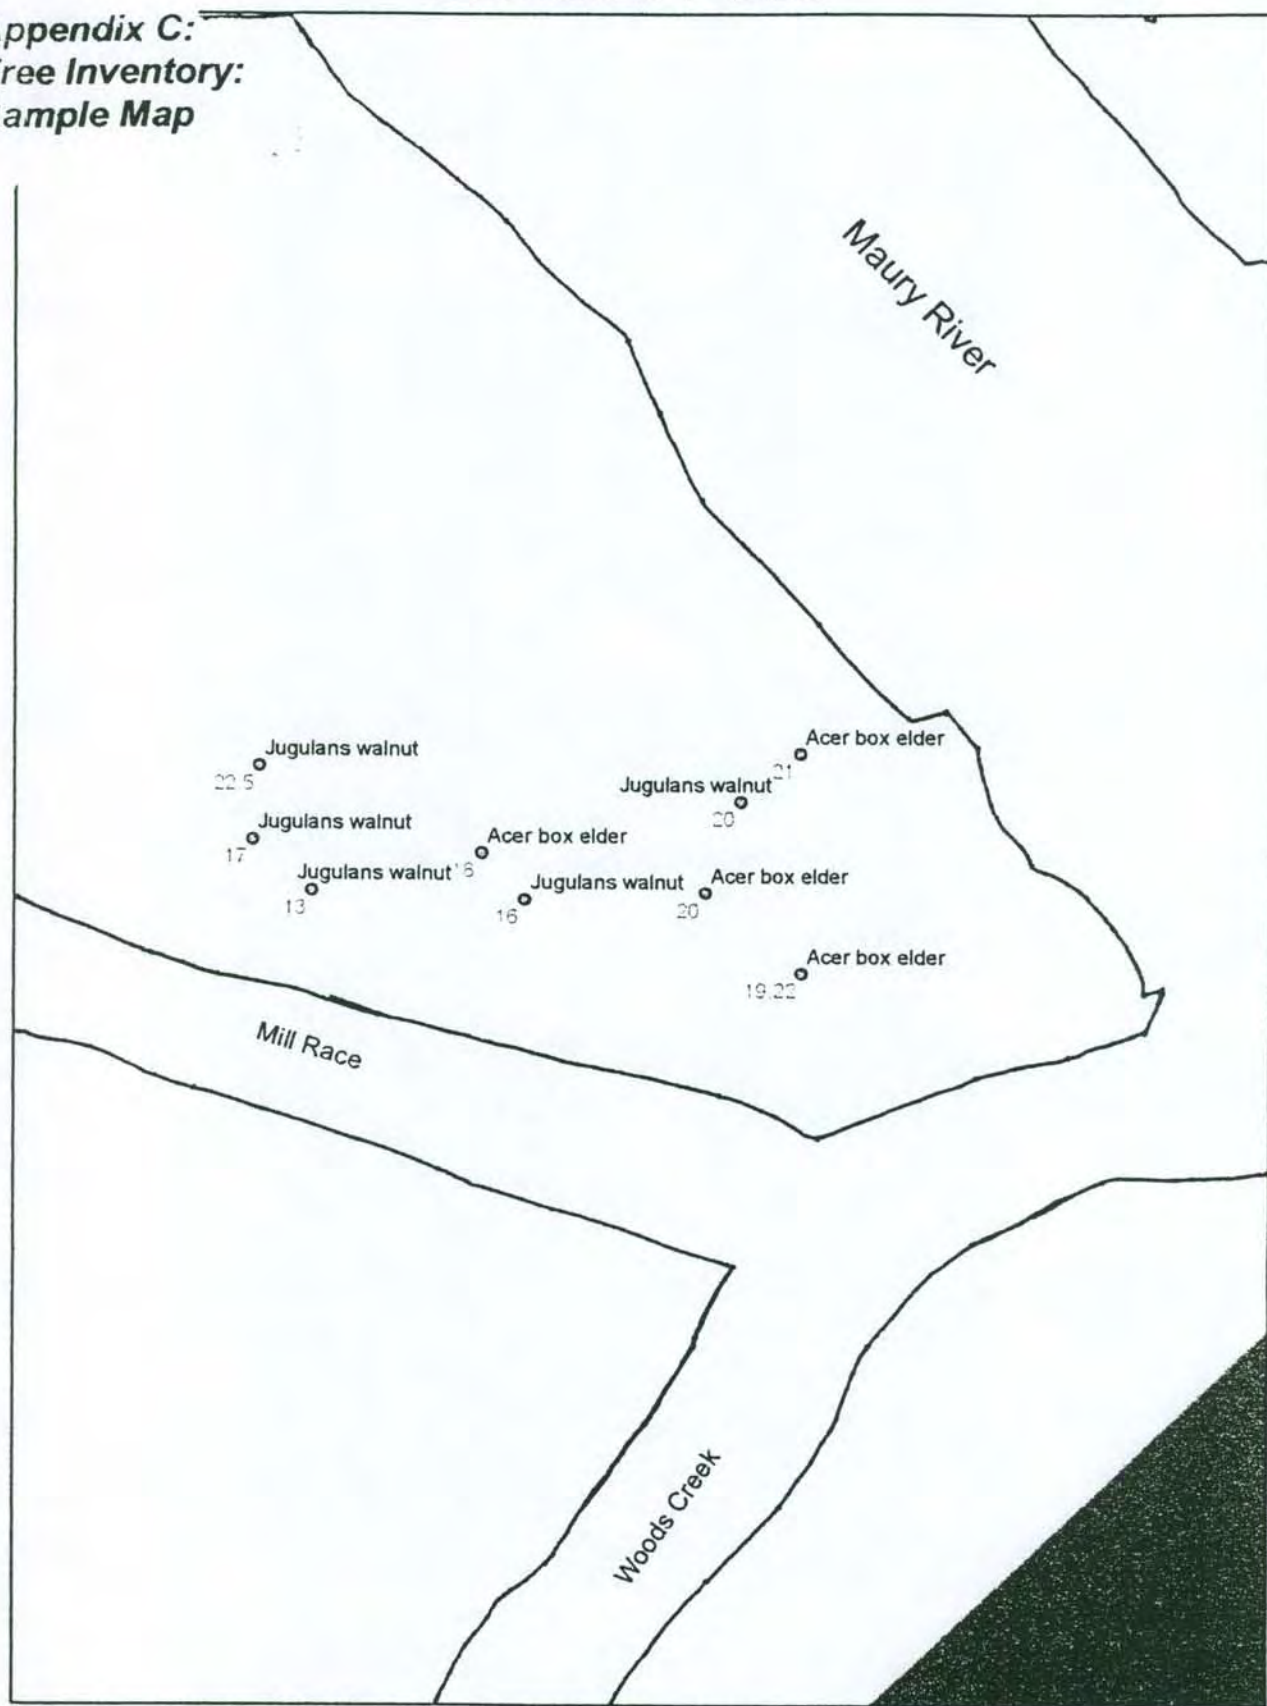 ppendix C:
ree Inventory:
ample Map
Maury River
Acer box elder
21
Jugulans walnut
22.5
Jugulans walnut
20
Jugulans walnut
17
Acer box elder
Jugulans walnut
13
Jugulans walnut
16
Acer box elder
20
Acer box elder
19,22
Mill Race
Woods Creek